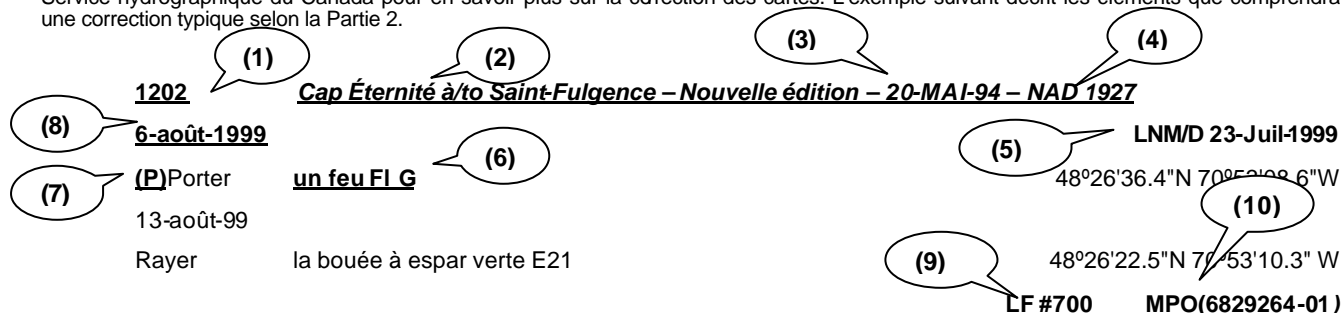 Service hydrographique du Canada pour en savoir plus sur la correction des cartes. L'exemple suivant décrit les éléments que comprendra
une correction typique selon la Partie 2.
(1) (2) (3) (4)
1202 Cap Éternité à/to Saint-Fulgence – Nouvelle édition – 20-MAI-94 – NAD 1927
(8) 6-août-1999 (5) LNM/D 23-Juil-1999
(7) (P)Porter un feu Fl G (6) 48º26'36.4"N
13-août-99 (10)
Rayer la bouée à espar verte E21 (9) 48º26'22.5"N 70º53'10.3" W
LF #700 MPO(6829264-01)